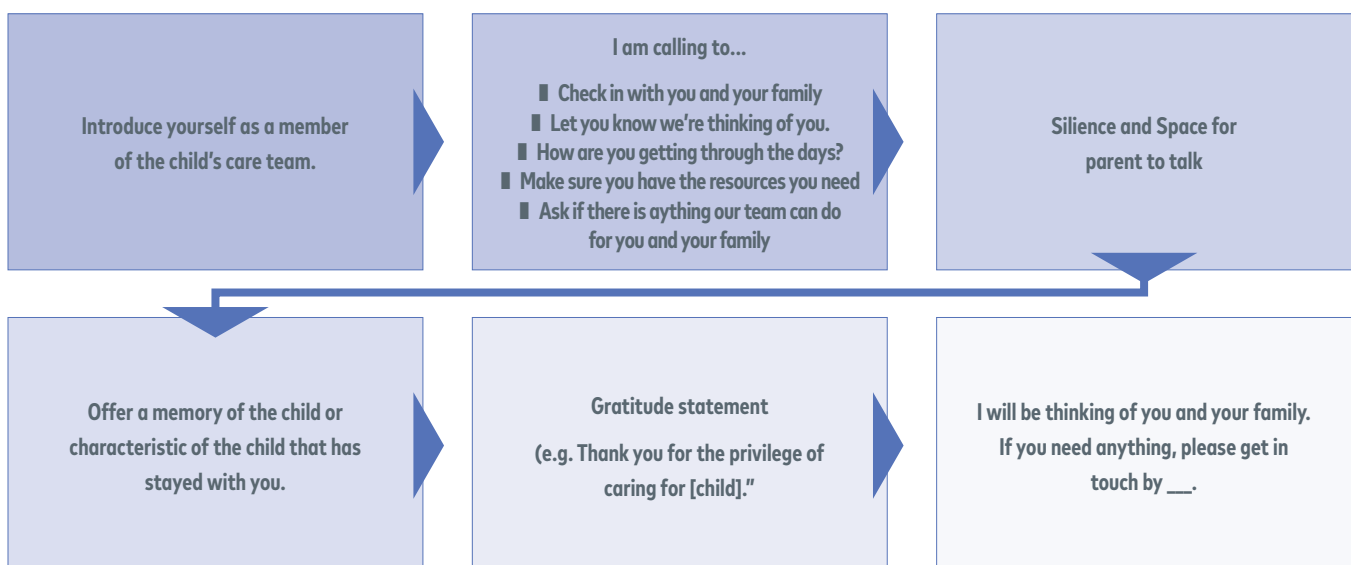 Introduce yourself as a member
of the child's care team.
I am calling to...
▮ Check in with you and your family
▮ Let you know we're thinking of you.
▮ How are you getting through the days?
▮ Make sure you have the resources you need
▮ Ask if there is aything our team can do
for you and your family
Silience and Space for
parent to talk
Offer a memory of the child or
characteristic of the child that has
stayed with you.
Gratitude statement
(e.g. Thank you for the privilege of
caring for [child]."
I will be thinking of you and your family.
If you need anything, please get in
touch by ___.